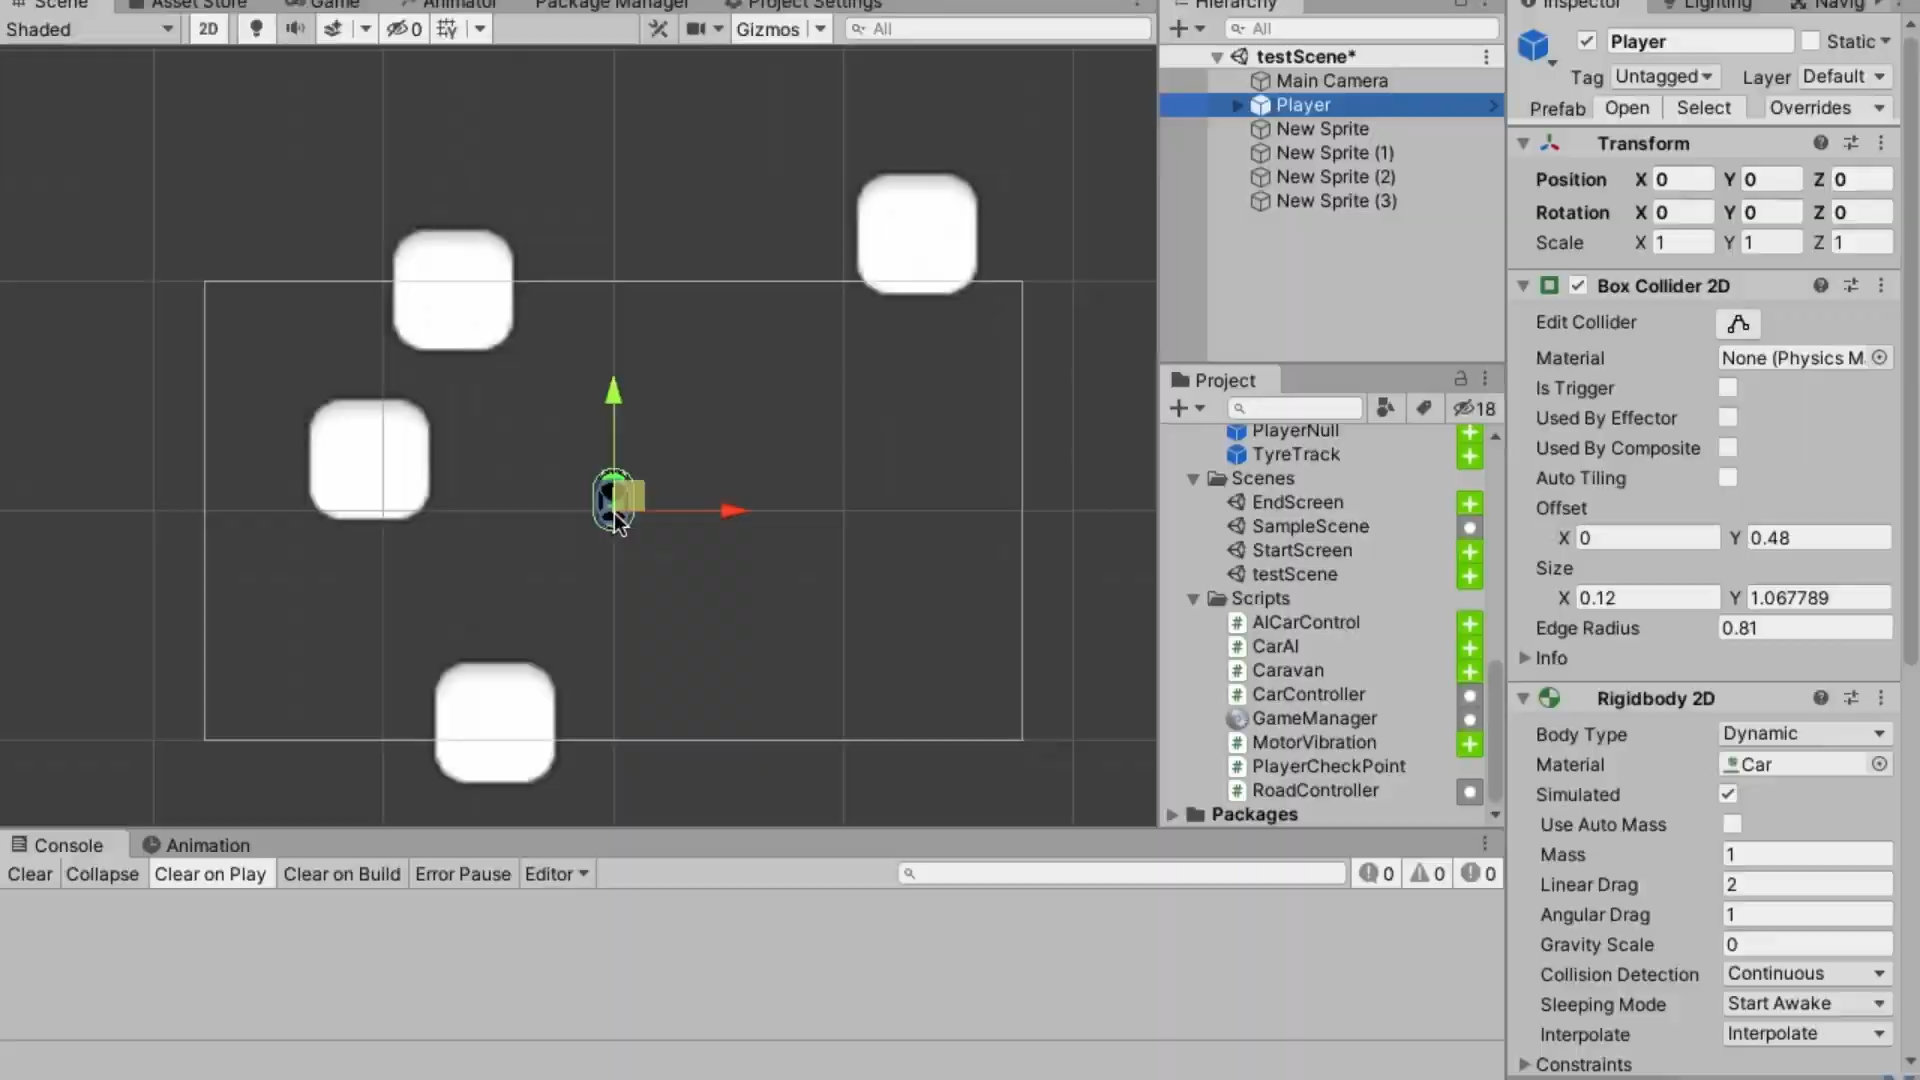 Scene Asset Store Game Animator Package Manager Project Settings
Shaded 2D 0 Gizmos All
Console Animation
Clear Collapse Clear on Play Clear on Build Error Pause Editor 0 0 0
Hierarchy
All
testScene*
Main Camera
Player
New Sprite
New Sprite (1)
New Sprite (2)
New Sprite (3)
Project
18
PlayerNull
TyreTrack
Scenes
EndScreen
SampleScene
StartScreen
testScene
Scripts
AICarControl
CarAI
Caravan
CarController
GameManager
MotorVibration
PlayerCheckPoint
RoadController
Packages
Inspector Lighting Navig
Player Static
Tag Untagged Layer Default
Prefab Open Select Overrides
Transform
Position X 0 Y 0 Z 0
Rotation X 0 Y 0 Z 0
Scale X 1 Y 1 Z 1
Box Collider 2D
Edit Collider
Material None (Physics M
Is Trigger
Used By Effector
Used By Composite
Auto Tiling
Offset
X 0 Y 0.48
Size
X 0.12 Y 1.067789
Edge Radius 0.81
Info
Rigidbody 2D
Body Type Dynamic
Material Car
Simulated
Use Auto Mass
Mass 1
Linear Drag 2
Angular Drag 1
Gravity Scale 0
Collision Detection Continuous
Sleeping Mode Start Awake
Interpolate Interpolate
Constraints